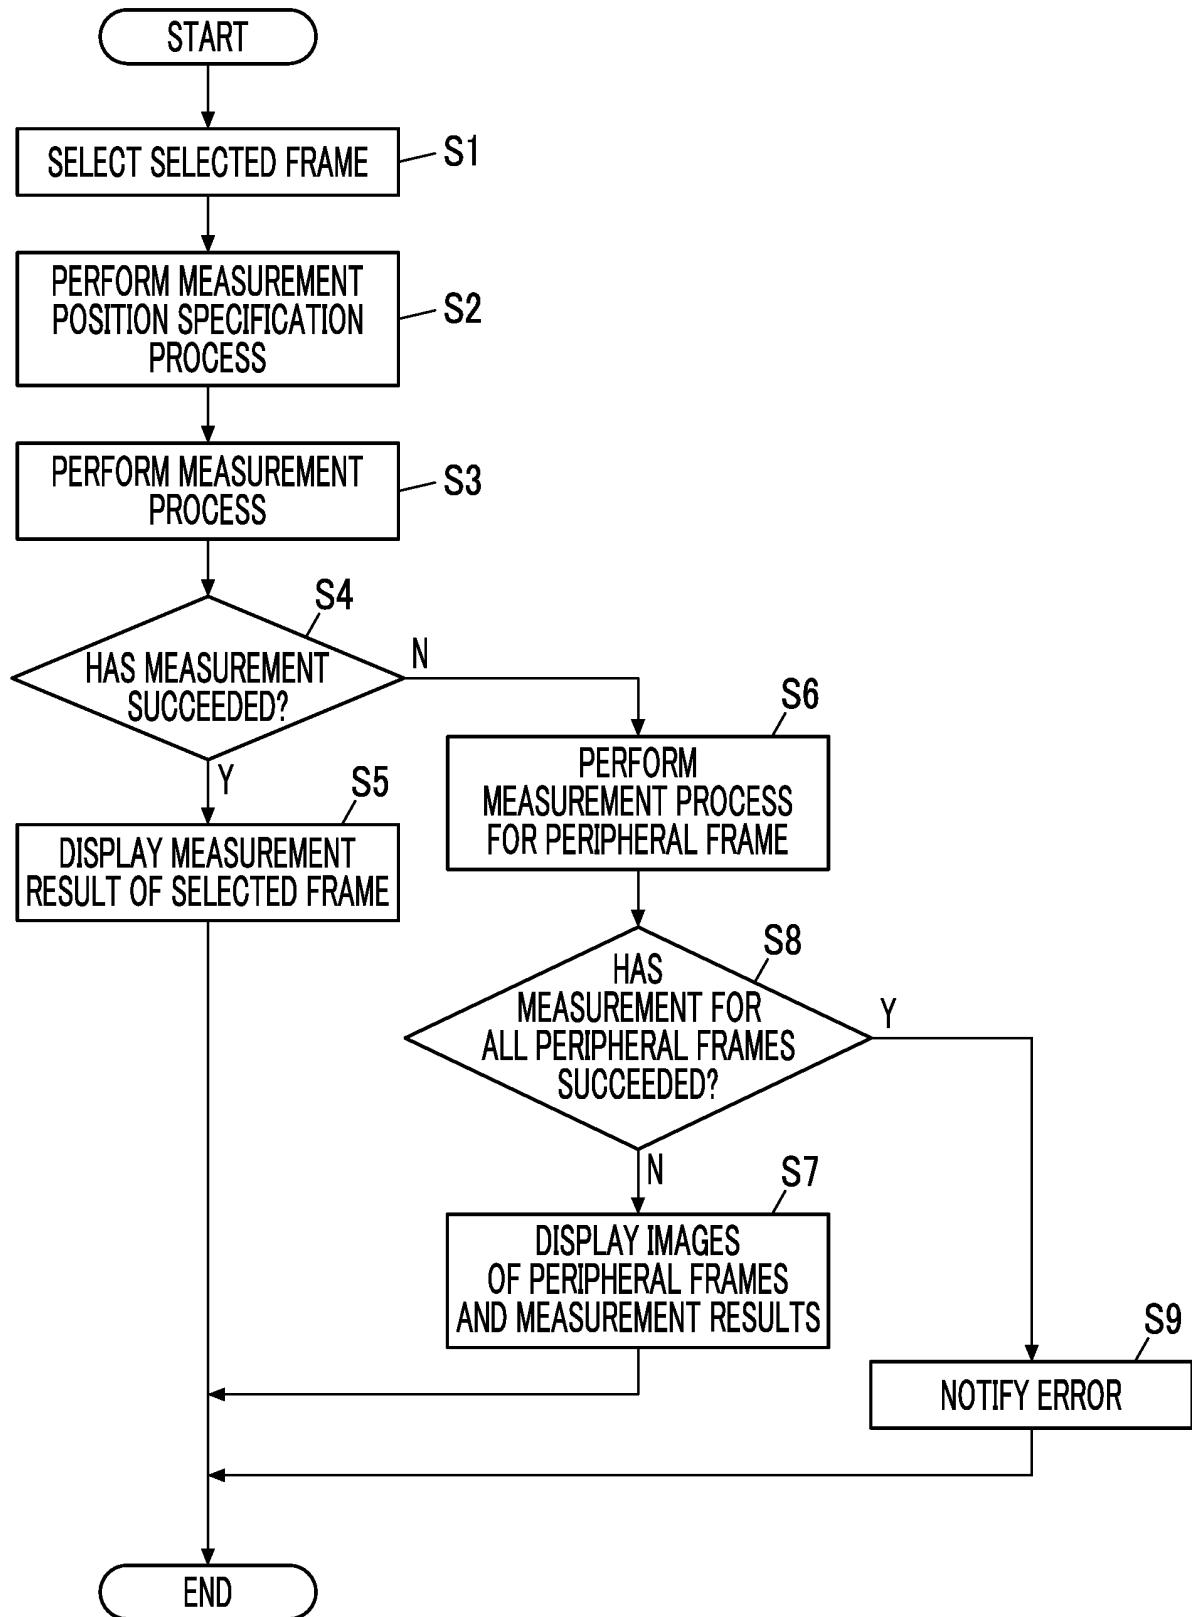 START
SELECT SELECTED FRAME
S1
PERFORM MEASUREMENT
POSITION SPECIFICATION
PROCESS
S2
PERFORM MEASUREMENT
PROCESS
S3
S4
HAS MEASUREMENT
SUCCEEDED?
N
Y
S5
DISPLAY MEASUREMENT
RESULT OF SELECTED FRAME
S6
PERFORM
MEASUREMENT PROCESS
FOR PERIPHERAL FRAME
S8
HAS
MEASUREMENT FOR
ALL PERIPHERAL FRAMES
SUCCEEDED?
Y
N
S7
DISPLAY IMAGES
OF PERIPHERAL FRAMES
AND MEASUREMENT RESULTS
S9
NOTIFY ERROR
END